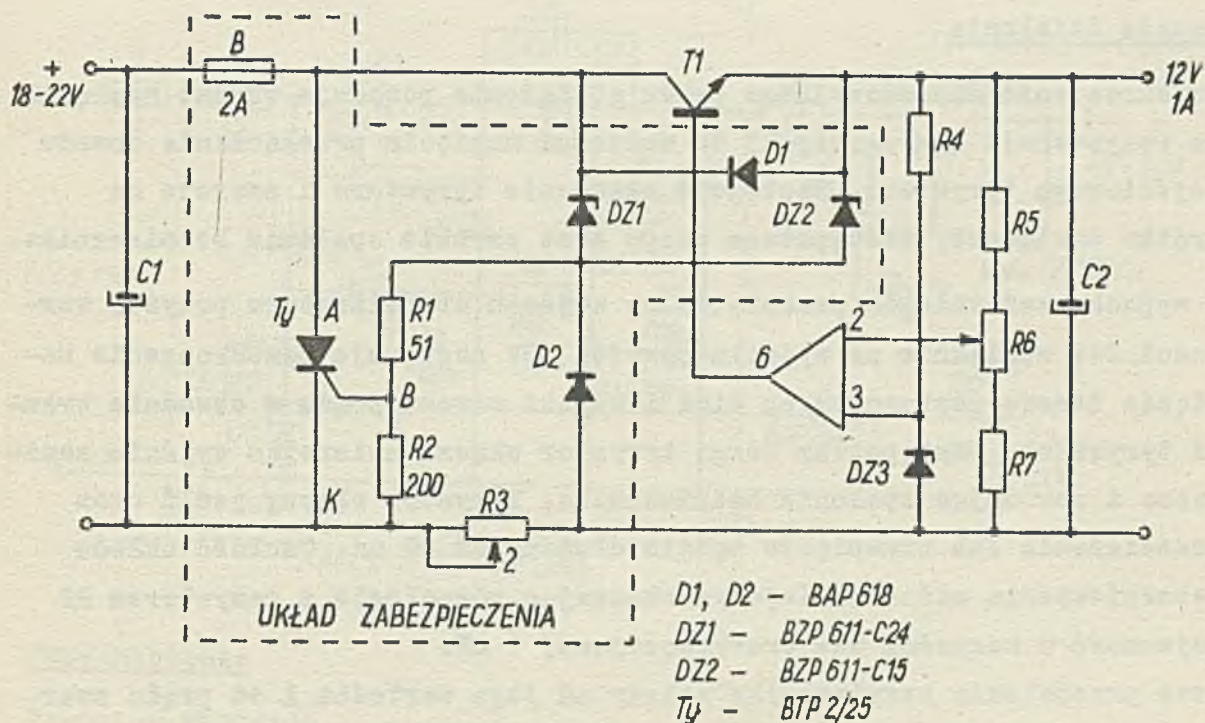 +
18-22V
B
2A
T1
12V
1A
D1
R4
DZ1
DZ2
R5
C1
C2
Ty
A
R1
51
2
R6
6
B
D2
3
R2
200
DZ3
R7
K
R3
2
UKŁAD ZABEZPIECZENIA
D1, D2 – BAP 618
DZ1 – BZP 611-C24
DZ2 – BZP 611-C15
Ty – BTP 2/25